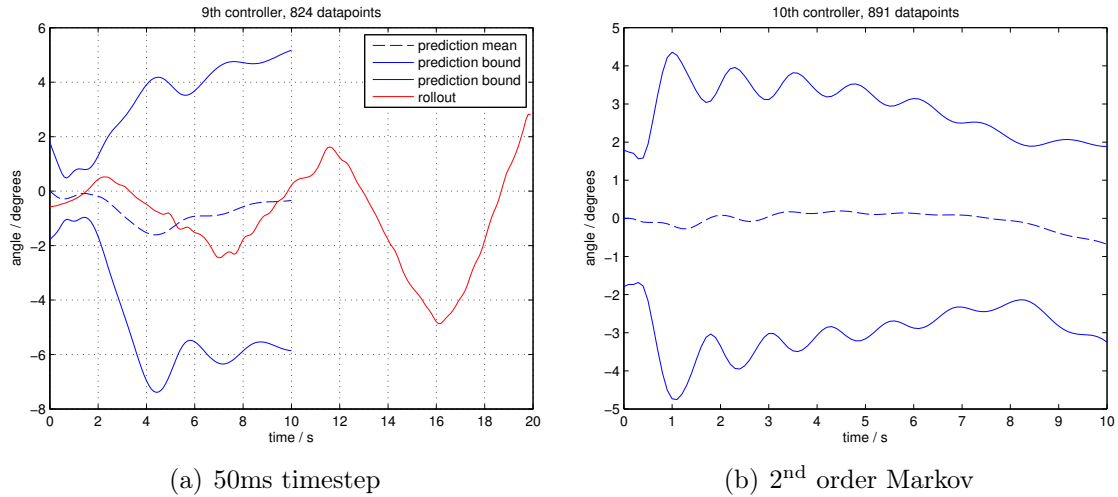 9th controller, 824 datapoints
6
4
2
0
−2
−4
−6
−8
angle / degrees
prediction mean
prediction bound
prediction bound
rollout
0 2 4 6 8 10 12 14 16 18 20
time / s
(a) 50ms timestep
10th controller, 891 datapoints
5
4
3
2
1
0
−1
−2
−3
−4
−5
angle / degrees
0 1 2 3 4 5 6 7 8 9 10
time / s
(b) 2nd order Markov